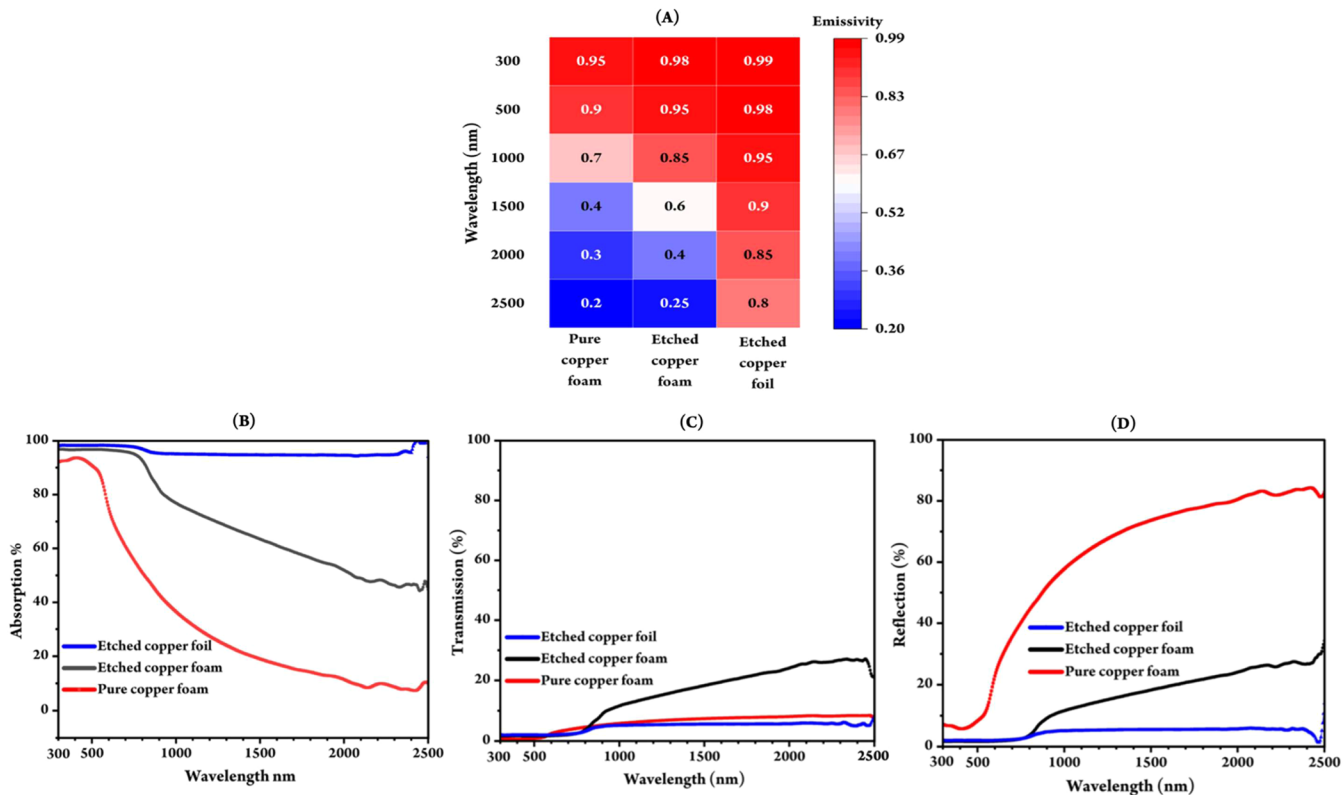 (A)
Emissivity
Wavelength (nm)
300 0.95 0.98 0.99
500 0.9 0.95 0.98
1000 0.7 0.85 0.95
1500 0.4 0.6 0.9
2000 0.3 0.4 0.85
2500 0.2 0.25 0.8
Pure copper foam
Etched copper foam
Etched copper foil
0.99
0.83
0.67
0.52
0.36
0.20
(B)
Absorption %
100
80
60
40
20
0
Etched copper foil
Etched copper foam
Pure copper foam
300 500 1000 1500 2000 2500
Wavelength nm
(C)
Transmission (%)
100
80
60
40
20
0
Etched copper foil
Etched copper foam
Pure copper foam
300 500 1000 1500 2000 2500
Wavelength (nm)
(D)
Reflection (%)
100
80
60
40
20
0
Etched copper foil
Etched copper foam
Pure copper foam
300 500 1000 1500 2000 2500
Wavelength (nm)